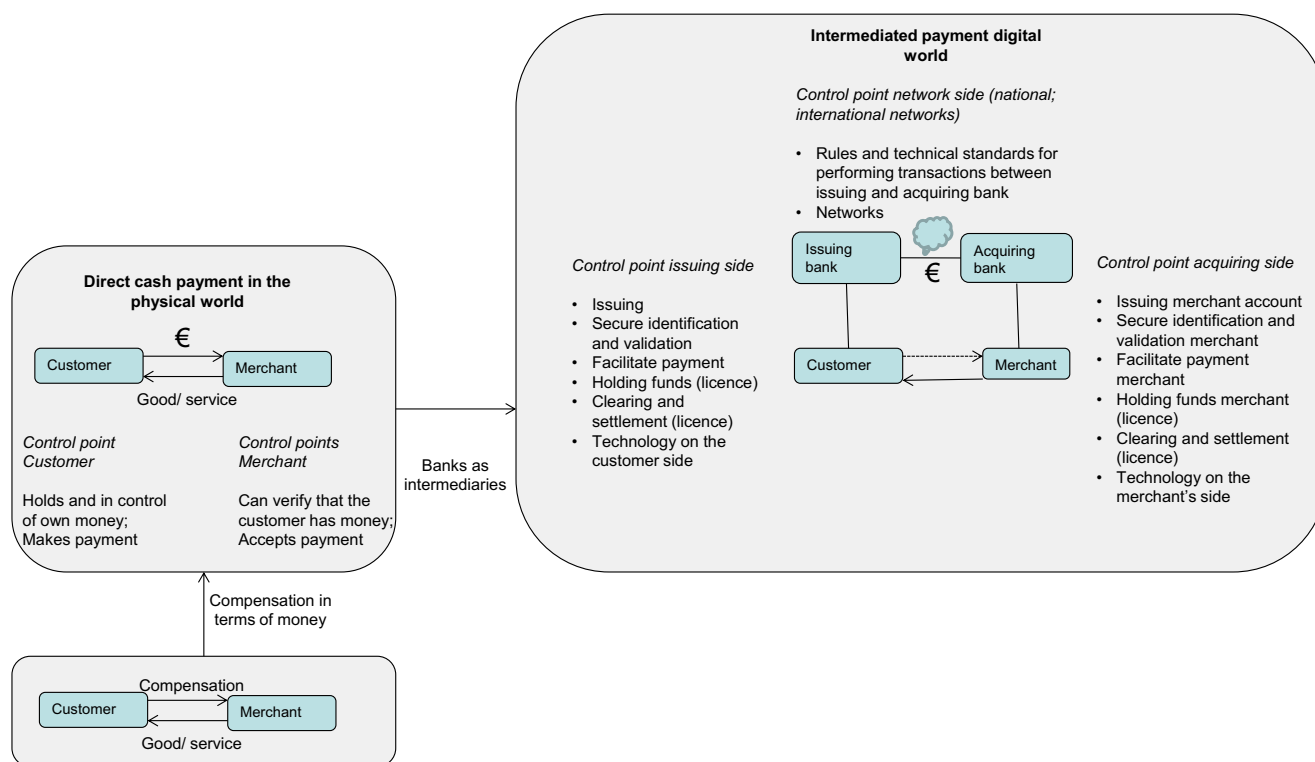 Intermediated payment digital
world
Control point network side (national;
international networks)
• Rules and technical standards for
performing transactions between
issuing and acquiring bank
• Networks
Issuing
bank
€
Acquiring
bank
Customer
Merchant
Control point issuing side
• Issuing
• Secure identification
and validation
• Facilitate payment
• Holding funds (licence)
• Clearing and
settlement (licence)
• Technology on the
customer side
Control point acquiring side
• Issuing merchant account
• Secure identification and
validation merchant
• Facilitate payment
merchant
• Holding funds merchant
(licence)
• Clearing and settlement
(licence)
• Technology on the
merchant’s side
Direct cash payment in the
physical world
€
Customer
Merchant
Good/ service
Control point
Customer
Holds and in control
of own money;
Makes payment
Control points
Merchant
Can verify that the
customer has money;
Accepts payment
Banks as
intermediaries
Compensation in
terms of money
Compensation
Customer
Merchant
Good/ service